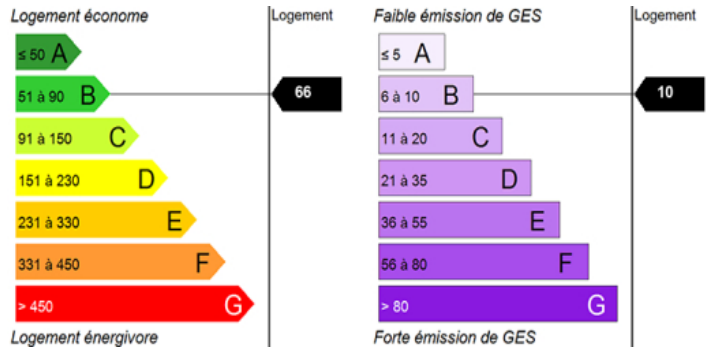 Logement économe
Logement
≤ 50 A
51 à 90 B
66
91 à 150 C
151 à 230 D
231 à 330 E
331 à 450 F
> 450 G
Logement énergivore
Faible émission de GES
Logement
≤ 5 A
6 à 10 B
10
11 à 20 C
21 à 35 D
36 à 55 E
56 à 80 F
> 80 G
Forte émission de GES